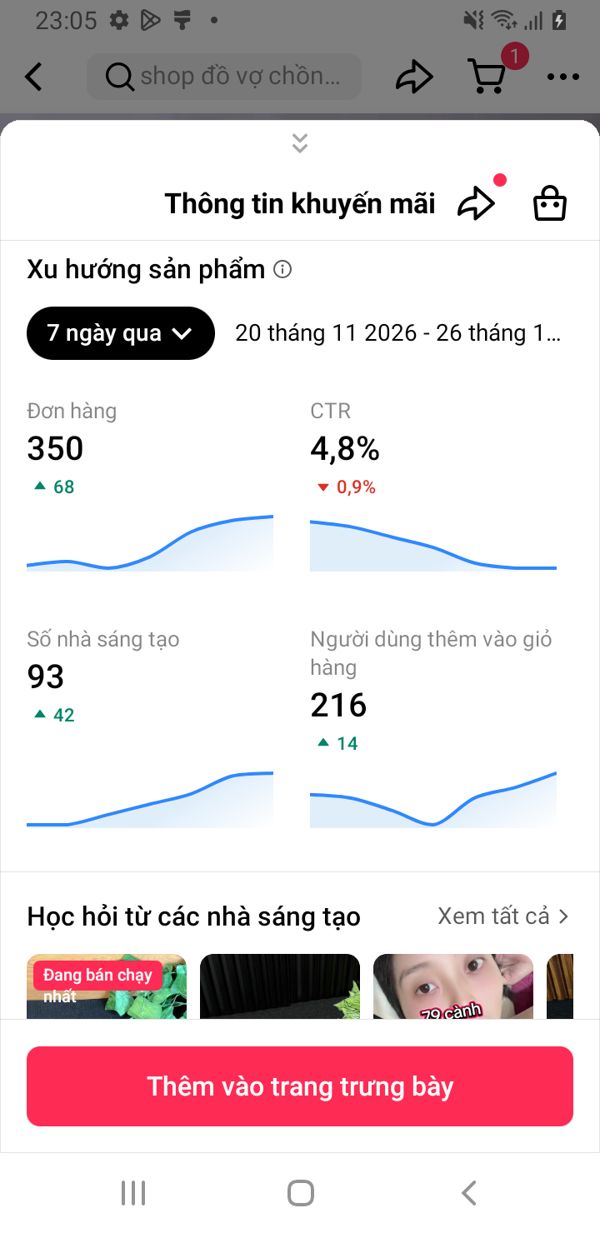 23:05
shop đồ vợ chồn...
1
Thông tin khuyến mãi
Xu hướng sản phẩm
7 ngày qua
20 tháng 11 2026 - 26 tháng 1...
Đơn hàng
350
68
CTR
4,8%
0,9%
Số nhà sáng tạo
93
42
Người dùng thêm vào giỏ
hàng
216
14
Học hỏi từ các nhà sáng tạo
Xem tất cả
Đang bán chạy
nhất
79 cành
Thêm vào trang trưng bày